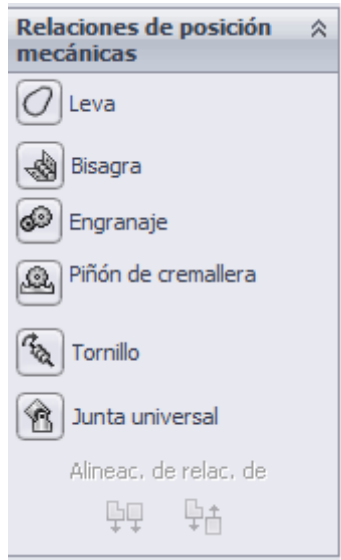 Relaciones de posición
mecánicas
Leva
Bisagra
Engranaje
Piñón de cremallera
Tornillo
Junta universal
Alineac. de relac. de